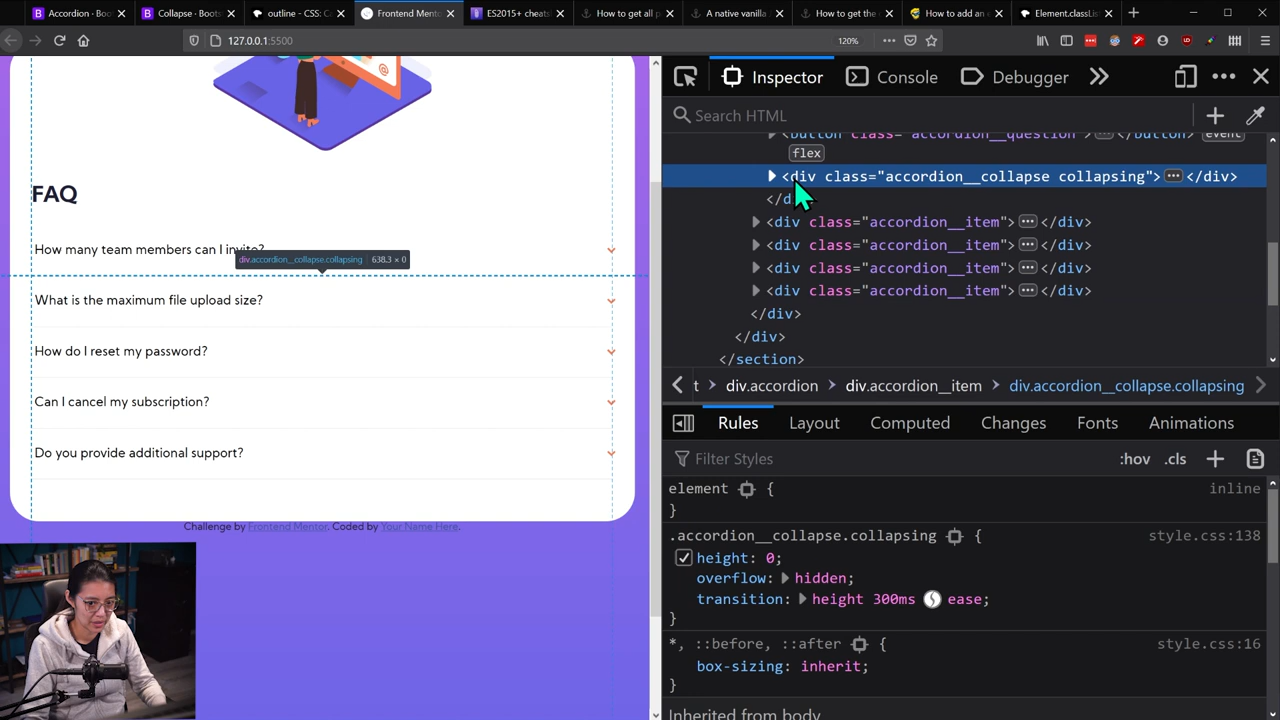 Accordion · Boots
Collapse · Boots
outline - CSS: Ca
Frontend Mento
ES2015+ cheats
How to get all p
A native vanilla
How to get the c
How to add an e
Element.classList
127.0.0.1:5500
120%
Inspector
Console
Debugger
Search HTML
<button class="accordion__question"></button>
event
flex
<div class="accordion__collapse collapsing"></div>
</div>
<div class="accordion__item"></div>
<div class="accordion__item"></div>
<div class="accordion__item"></div>
<div class="accordion__item"></div>
</div>
</div>
</section>
t
div.accordion
div.accordion__item
div.accordion__collapse.collapsing
Rules
Layout
Computed
Fonts
Changes
Animations
Filter Styles
:hov
.cls
element {
inline
}
.accordion__collapse.collapsing {
style.css:138
height: 0;
overflow: hidden;
transition: height 300ms ease;
}
*, ::before, ::after {
style.css:16
box-sizing: inherit;
}
Inherited from body
FAQ
How many team members can I invite?
div.accordion__collapse.collapsing
638.3 × 0
What is the maximum file upload size?
How do I reset my password?
Can I cancel my subscription?
Do you provide additional support?
Challenge by Frontend Mentor. Coded by Your Name Here.